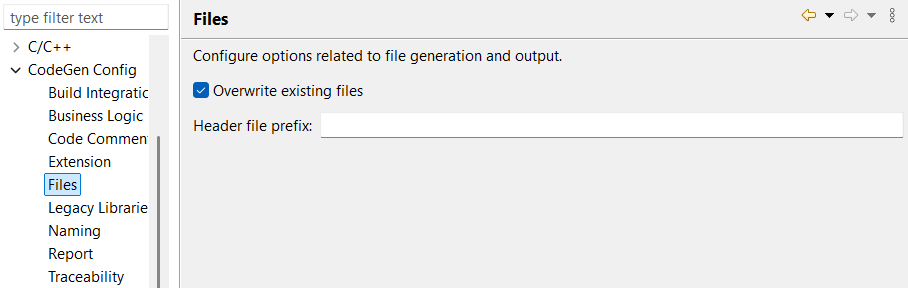 type filter text
C/C++
CodeGen Config
Build Integratic
Business Logic
Code Commen
Extension
Files
Legacy Librarie
Naming
Report
Traceability
Files
Configure options related to file generation and output.
Overwrite existing files
Header file prefix: